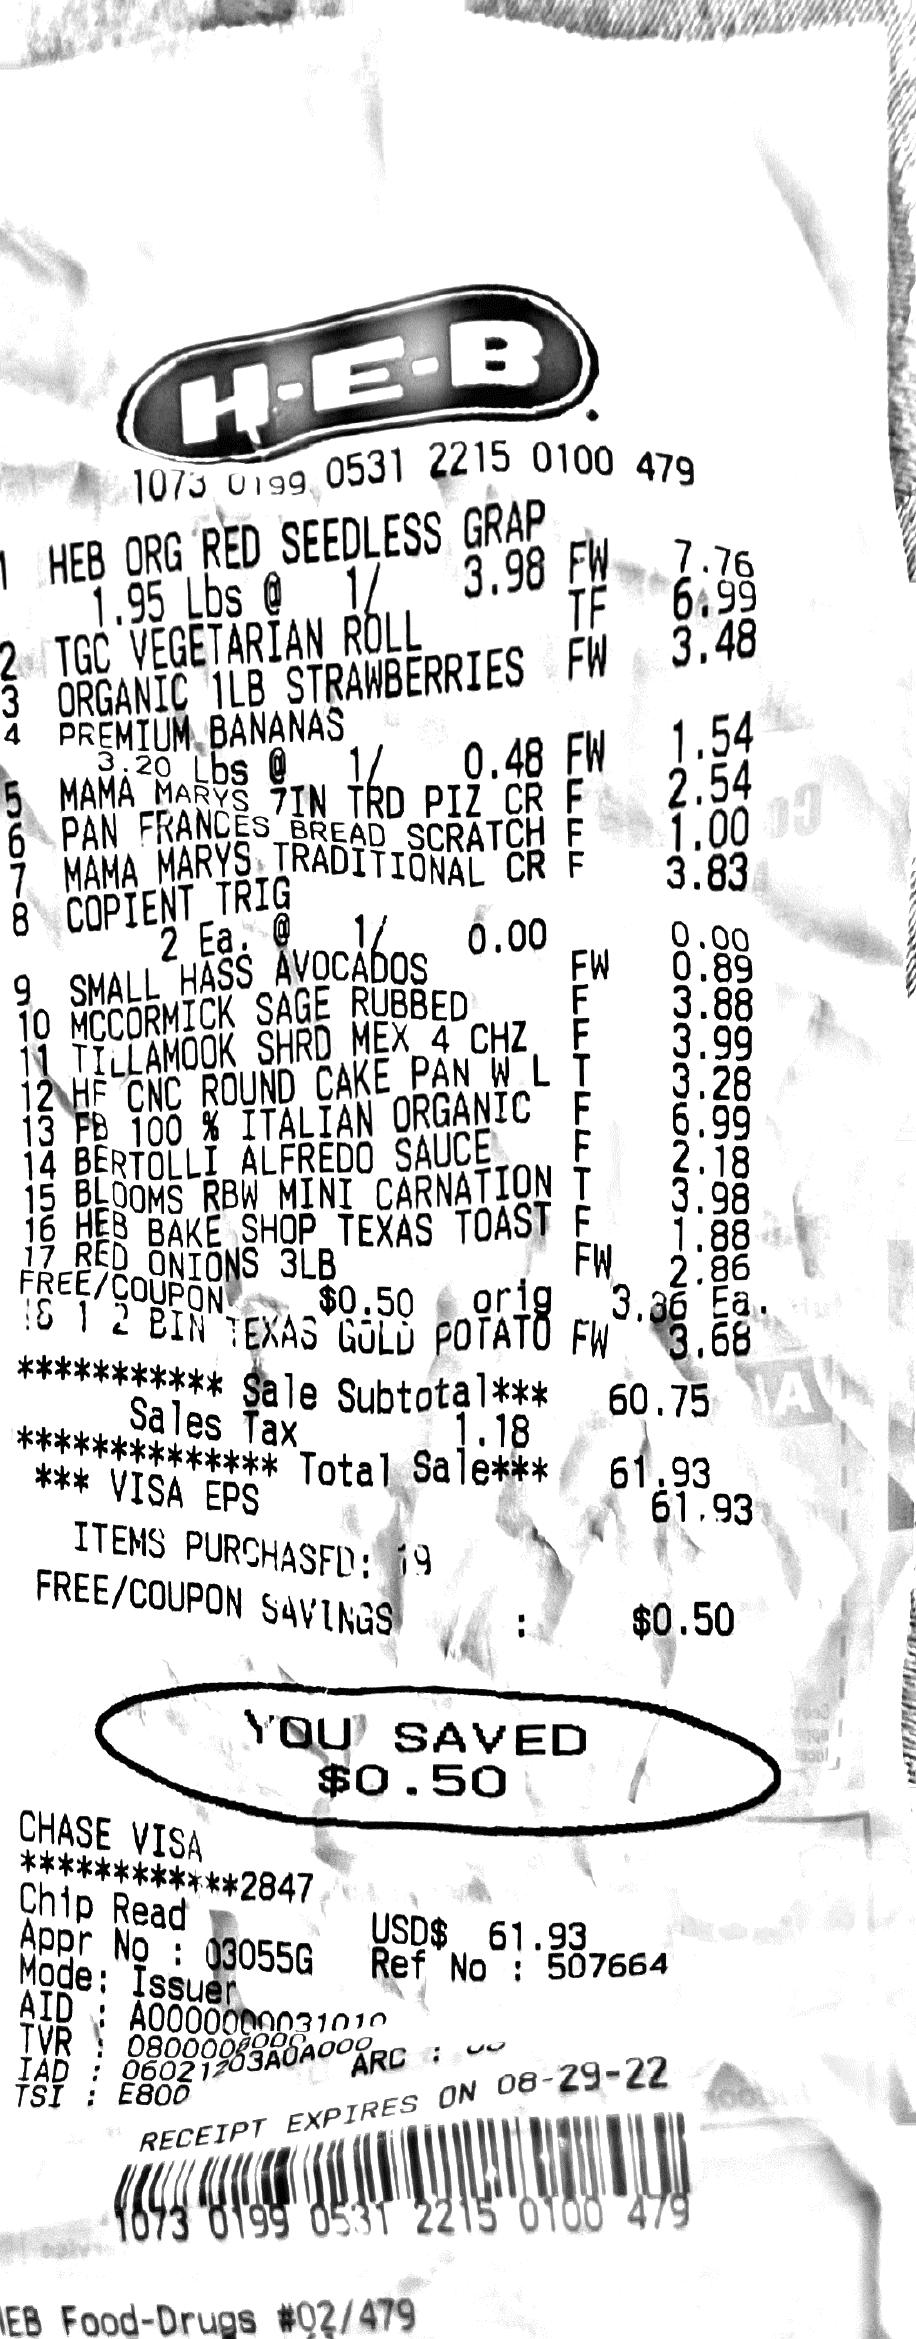 H-E-B
1073 0199 0531 2215 0100 479
1 HEB ORG RED SEEDLESS GRAP
1.95 Lbs @ 1/ 3.98 FW 7.76
2 TGC VEGETARIAN ROLL TF 6.99
3 ORGANIC 1LB STRAWBERRIES FW 3.48
4 PREMIUM BANANAS
3.20 Lbs @ 1/ 0.48 FW 1.54
5 MAMA MARYS 7IN TRD PIZ CR F 2.54
6 PAN FRANCES BREAD SCRATCH F 1.00
7 MAMA MARYS TRADITIONAL CR F 3.83
8 COPIENT TRIG
2 Ea. @ 1/ 0.00 0.00
9 SMALL HASS AVOCADOS FW 0.89
10 MCCORMICK SAGE RUBBED F 3.88
11 TILLAMOOK SHRD MEX 4 CHZ F 3.99
12 HF CNC ROUND CAKE PAN W L T 3.28
13 FB 100 % ITALIAN ORGANIC F 6.99
14 BERTOLLI ALFREDO SAUCE F 2.18
15 BLOOMS RBW MINI CARNATION T 3.98
16 HEB BAKE SHOP TEXAS TOAST F 1.88
17 RED ONIONS 3LB FW 2.86
FREE/COUPON $0.50 orig 3.36 Ea.
18 1 2 BIN TEXAS GOLD POTATO FW 3.68
*********** Sale Subtotal*** 60.75
Sales Tax 1.18
************** Total Sale*** 61.93
*** VISA EPS 61.93
ITEMS PURCHASED: 19
FREE/COUPON SAVINGS : $0.50
YOU SAVED
$0.50
CHASE VISA
************2847
Chip Read USD$ 61.93
Appr No : 03055G Ref No : 507664
Mode: Issuer
AID : A0000000031010
TVR : 0800008000
IAD : 06021203A0A000 ARC :
TSI : E800
RECEIPT EXPIRES ON 08-29-22
1073 0199 0531 2215 0100 479
HEB Food-Drugs #02/479